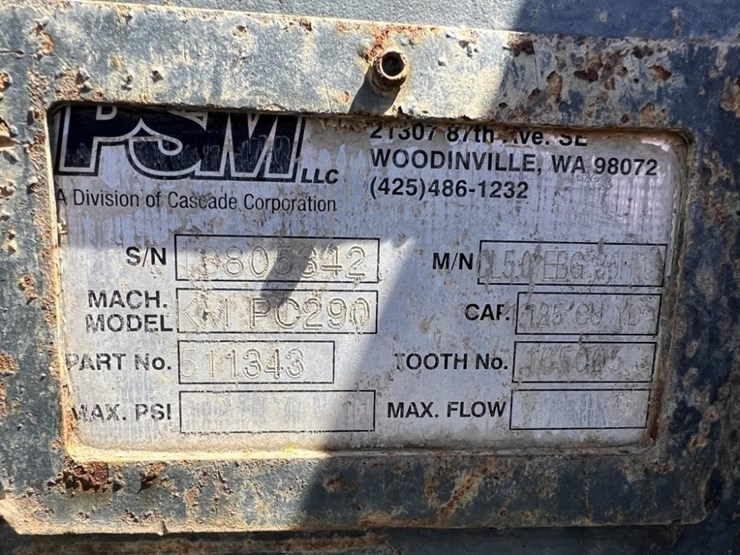 PSM LLC
A Division of Cascade Corporation
21307 87th Ave. SE
WOODINVILLE, WA 98072
(425)486-1232
S/N
M/N
MACH. MODEL KM PC290
CAP.
PART No. 511343
TOOTH No.
MAX. PSI
MAX. FLOW